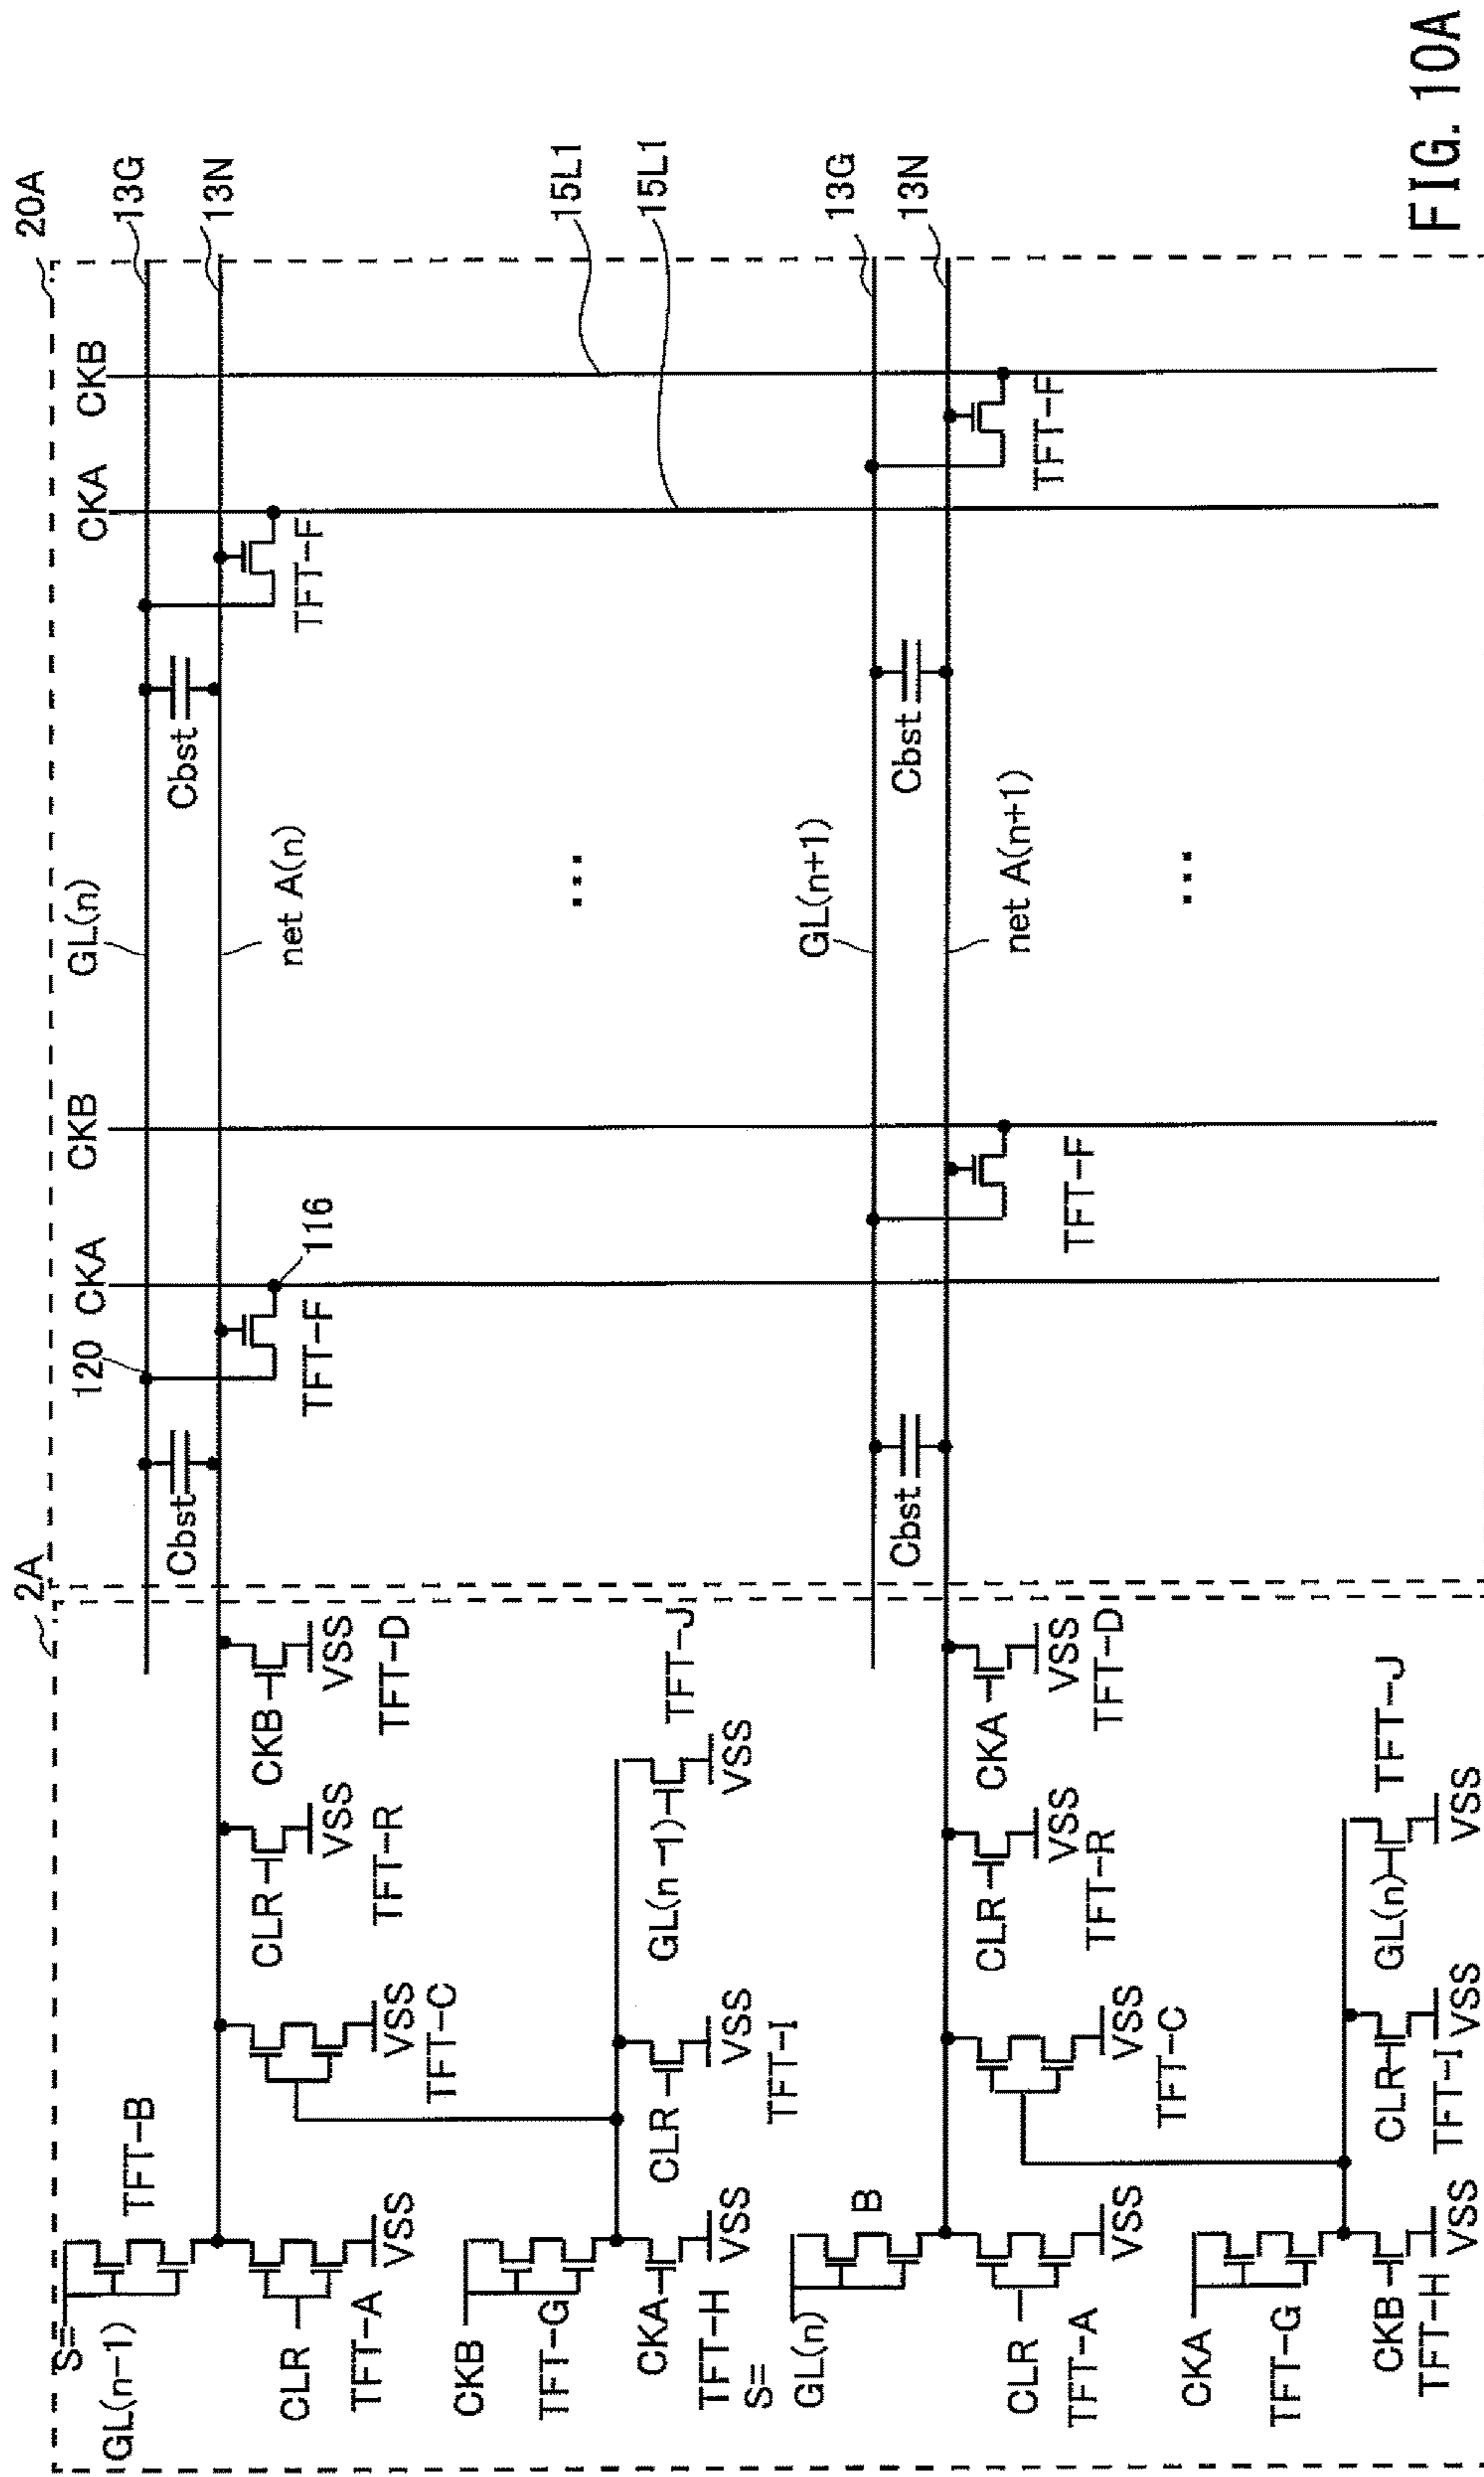 2A
20A
S=
GL(n-1)
TFT-B
GL(n)
120
CKA
CKB
CKA
CKB
13G
13N
Cbst
Cbst
CLR
TFT-A
VSS
TFT-C
VSS
CLR
TFT-R
VSS
CKB
TFT-D
VSS
TFT-F
116
net A(n)
TFT-F
CKB
TFT-G
CKA
TFT-H
VSS
CLR
VSS
TFT-I
GL(n -1)
VSS
TFT-J
...
15L1
15L1
S=
GL(n)
B
GL(n+1)
13G
13N
Cbst
Cbst
CLR
TFT-A
VSS
TFT-C
VSS
CLR
TFT-R
VSS
CKA
TFT-D
VSS
TFT-F
net A(n+1)
TFT-F
CKA
TFT-G
CKB
TFT-H
VSS
CLR
TFT-I
VSS
GL(n)
TFT-J
VSS
...
FIG. 10A